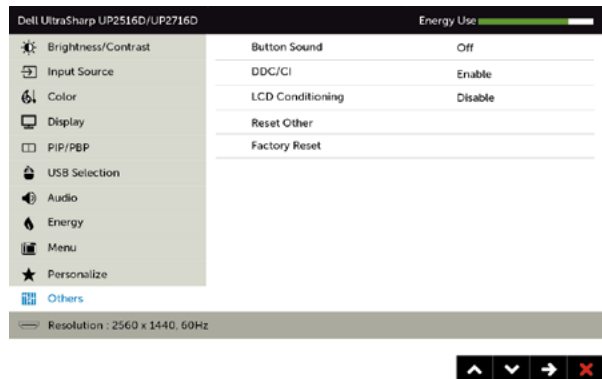 Dell UltraSharp UP2516D/UP2716D Energy Use
Brightness/Contrast Button Sound Off
Input Source DDC/CI Enable
Color LCD Conditioning Disable
Display Reset Other
PIP/PBP Factory Reset
USB Selection
Audio
Energy
Menu
Personalize
Others
Resolution : 2560 x 1440, 60Hz